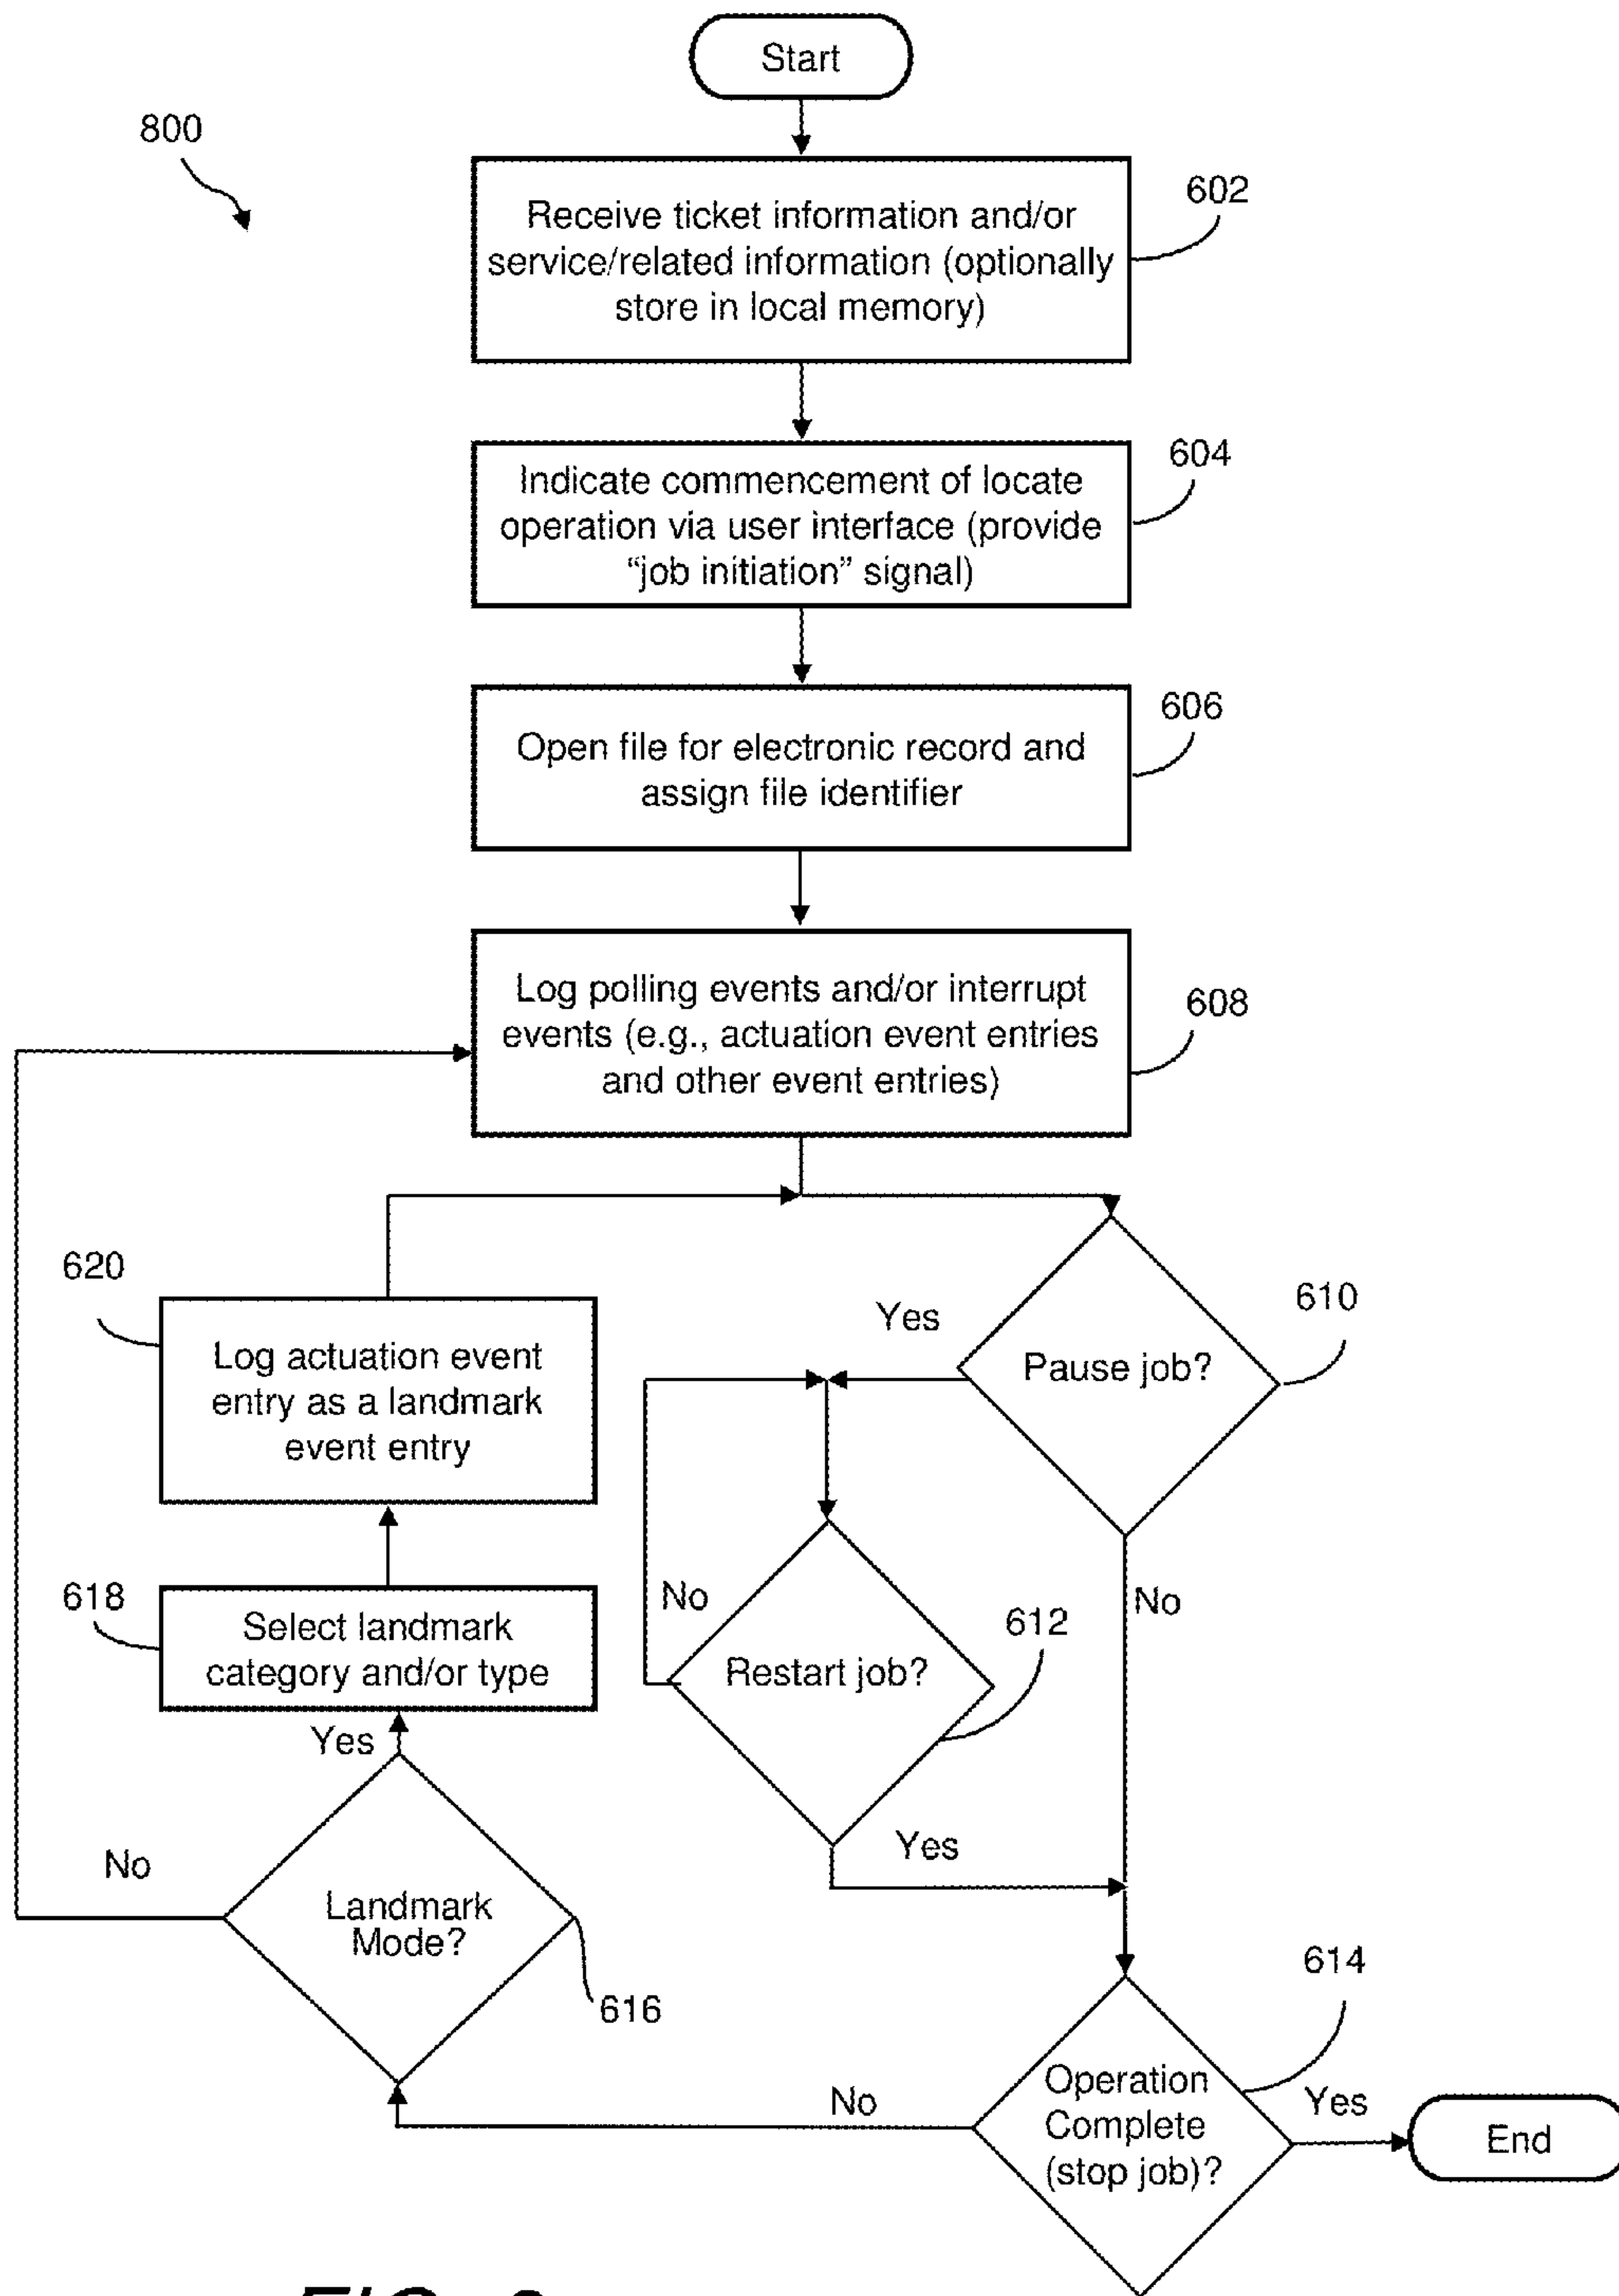 Start
800
Receive ticket information and/or
service/related information (optionally
store in local memory)
602
Indicate commencement of locate
operation via user interface (provide
“job initiation” signal)
604
Open file for electronic record and
assign file identifier
606
Log polling events and/or interrupt
events (e.g., actuation event entries
and other event entries)
608
620
Log actuation event
entry as a landmark
event entry
Yes
Pause job?
610
618
Select landmark
category and/or type
No
Restart job?
612
No
Yes
Yes
No
Landmark
Mode?
616
614
Operation
Complete
(stop job)?
No
Yes
End